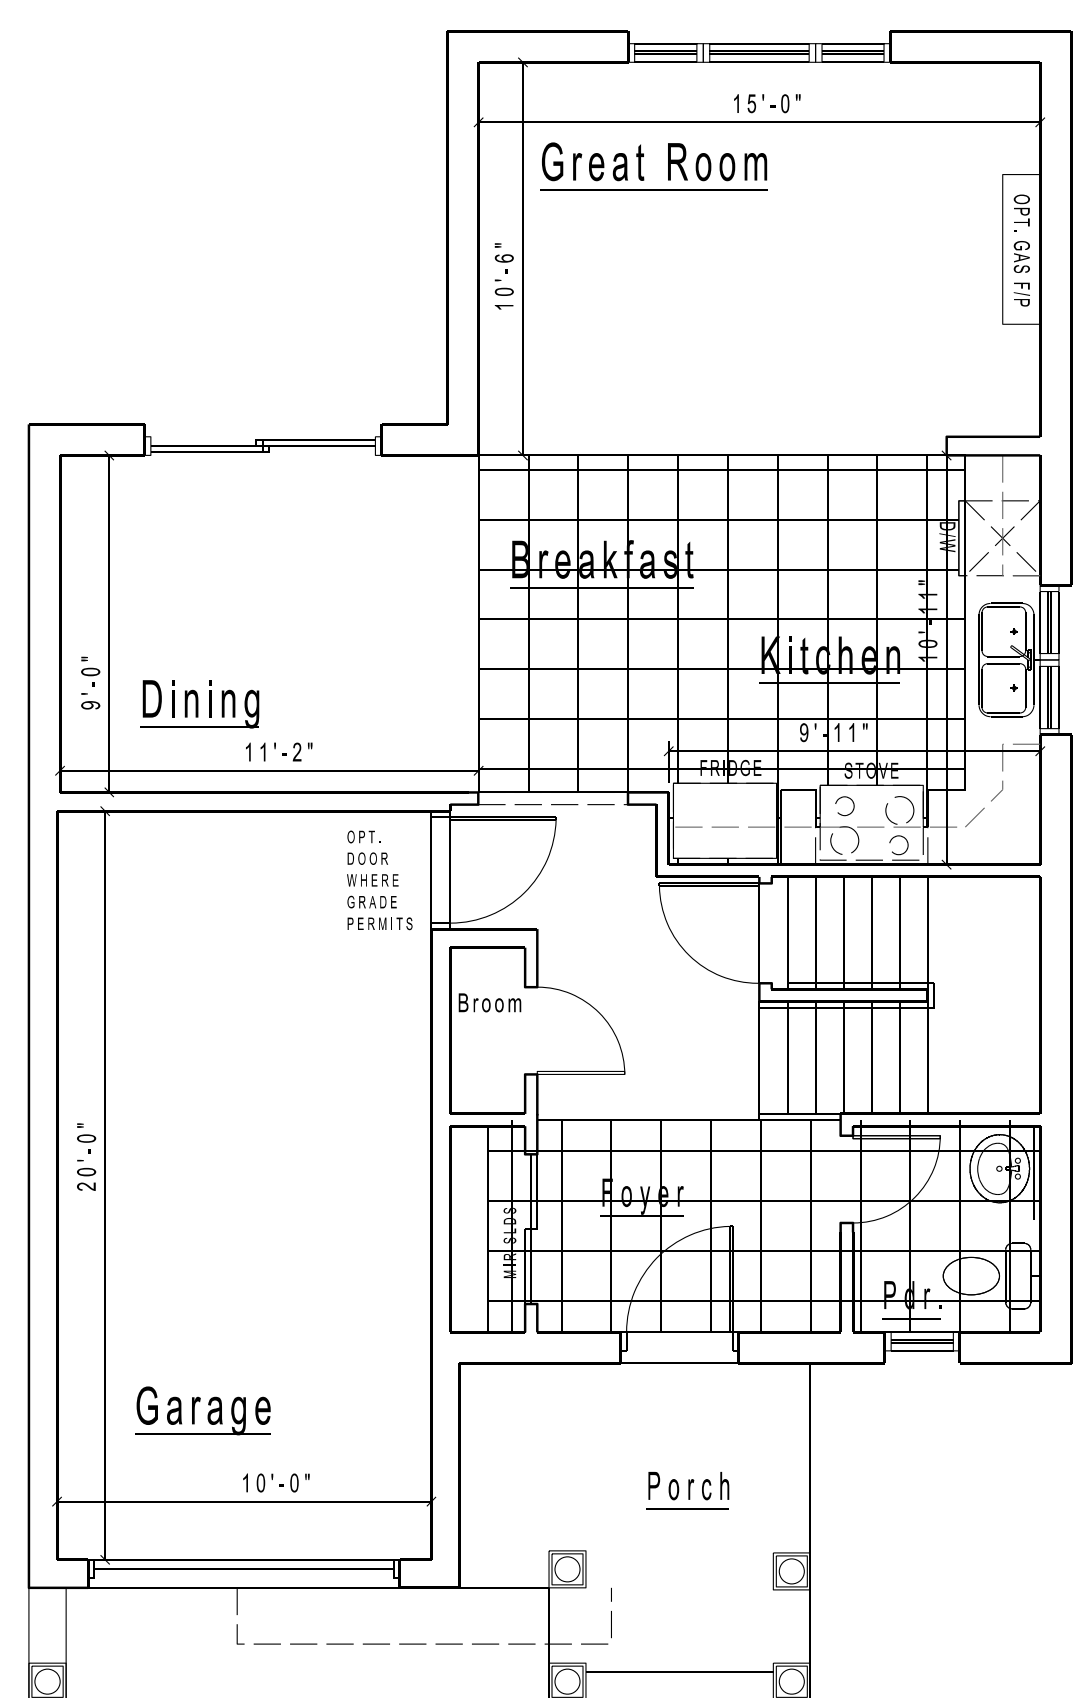 15'-0"
Great Room
OPT. GAS F/P
10'-6"
D/W
Breakfast
10'-11"
Kitchen
9'-0"
Dining
9'-11"
11'-2"
FRIDGE
STOVE
OPT.
DOOR
WHERE
GRADE
PERMITS
Broom
20'-0"
Foyer
MIR.SLDS
Pdr.
Garage
10'-0"
Porch